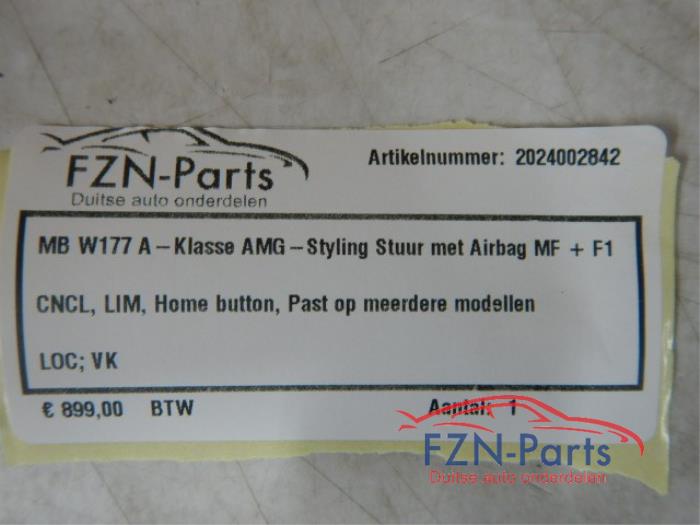 FZN-Parts
Duitse auto onderdelen
Artikelnummer: 2024002842
MB W177 A-Klasse AMG-Styling Stuur met Airbag MF + F1
CNCL, LIM, Home button, Past op meerdere modellen
LOC; VK
€ 899,00 BTW
Aantal: 1
FZN-Parts
Duitse auto onderdelen